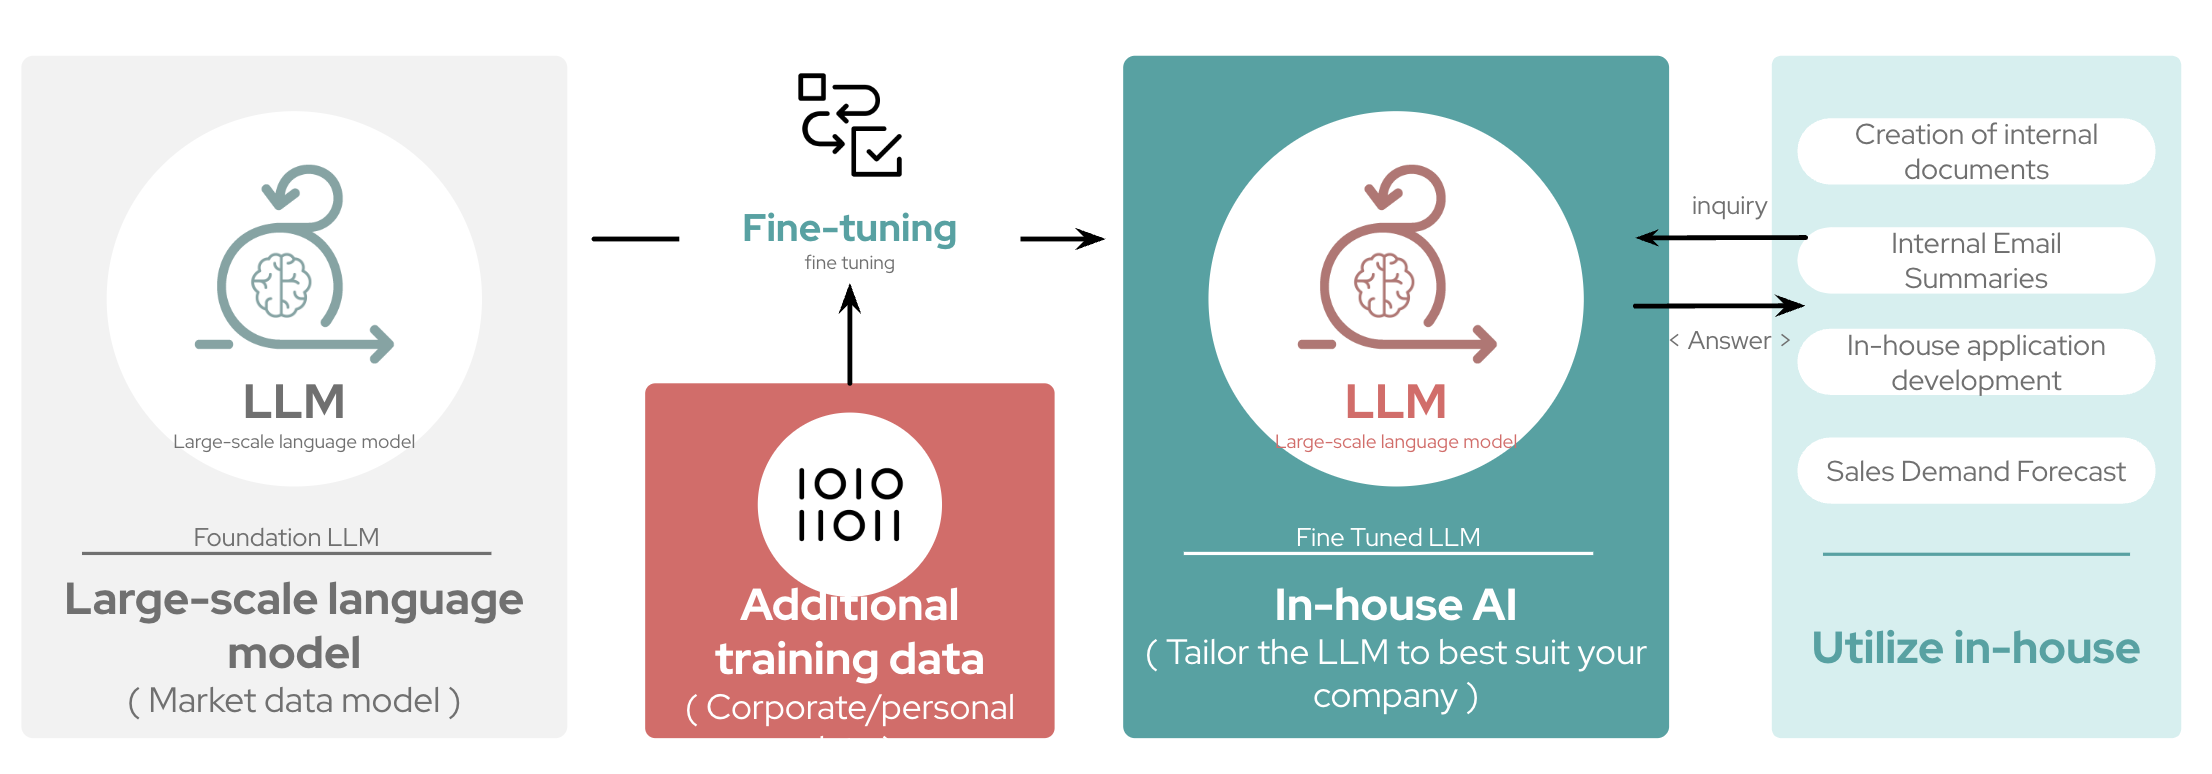 LLM
Large-scale language model
Foundation LLM
Large-scale language
model
( Market data model )
Fine-tuning
fine tuning
1010
11011
Additional
training data
( Corporate/personal
LLM
Large-scale language model
Fine Tuned LLM
In-house AI
( Tailor the LLM to best suit your
company )
inquiry
< Answer >
Creation of internal
documents
Internal Email
Summaries
In-house application
development
Sales Demand Forecast
Utilize in-house